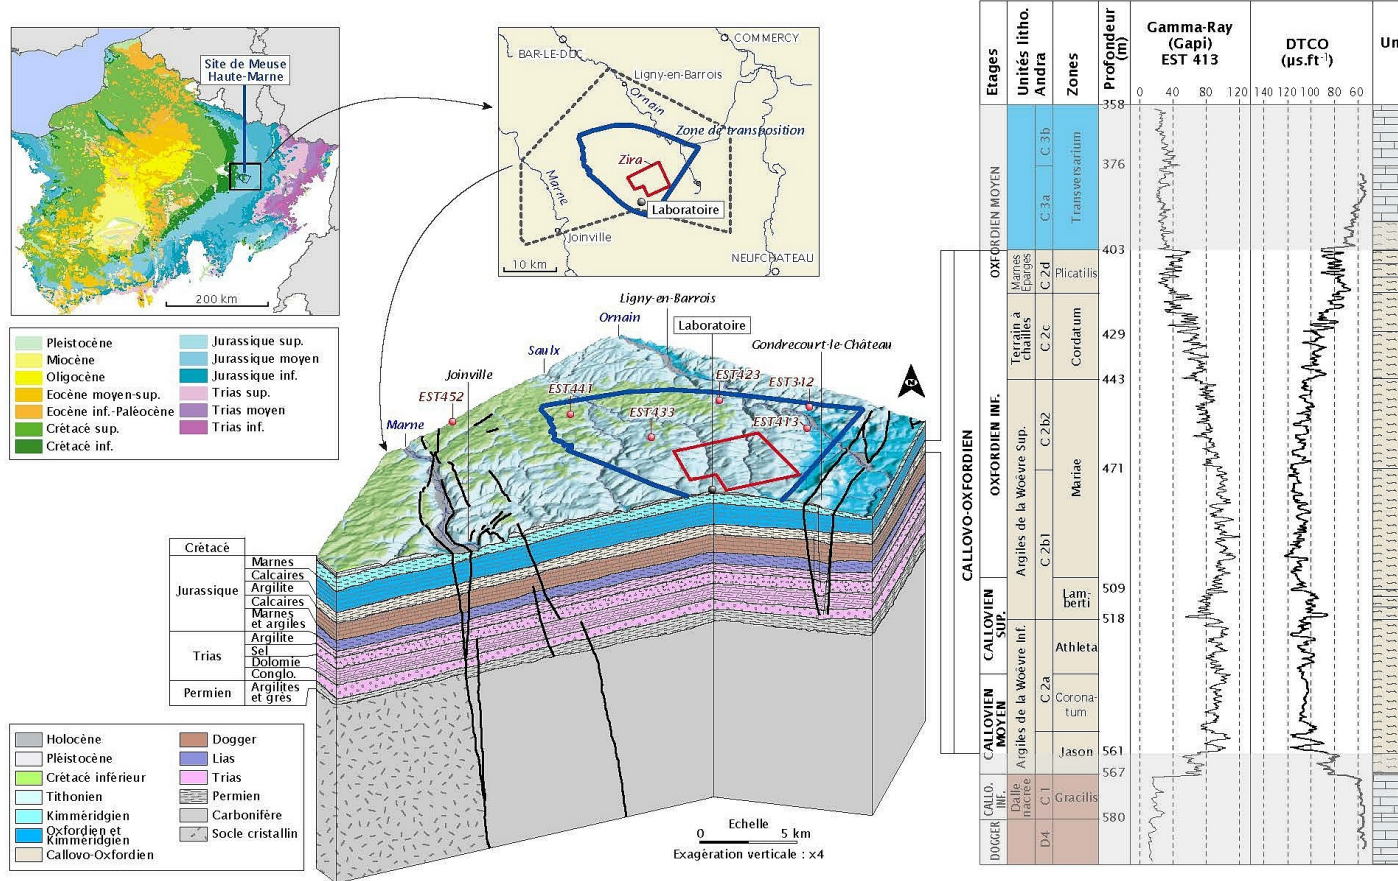 Site de Meuse
Haute-Marne
200 km
Pleistocène
Miocène
Oligocène
Eocène moyen-sup.
Eocène inf.-Paléocène
Crétacé sup.
Crétacé inf.
Jurassique sup.
Jurassique moyen
Jurassique inf.
Trias sup.
Trias moyen
Trias inf.
BAR-LE-DUC
COMMERCY
Ligny-en-Barrois
Ornain
Zone de transposition
Zira
Marne
Laboratoire
Joinville
NEUFCHATEAU
10 km
Ligny-en-Barrois
Ornain
Laboratoire
Gondrecourt-le-Château
Saulx
Joinville
EST452
EST441
EST423
EST312
EST433
EST413
Marne
N
Crétacé
Jurassique
Marnes
Calcaires
Argilite
Calcaires
Marnes
et argiles
Trias
Argilite
Sel
Dolomie
Conglo.
Permien
Argilites
et grès
Holocène
Pléistocène
Crétacé inférieur
Tithonien
Kimméridgien
Oxfordien et
Kimméridgien
Callovo-Oxfordien
Dogger
Lias
Trias
Permien
Carbonifère
Socle cristallin
Echelle
0 5 km
Exagération verticale : x4
Etages
Unités litho.
Andra
Zones
Profondeur
(m)
Gamma-Ray
(Gapi)
EST 413
0 40 80 120
DTCO
(µs.ft-1)
140 120 100 80 60
Un
CALLOVO-OXFORDIEN
OXFORDIEN MOYEN
OXFORDIEN INF.
CALLOVIEN
SUP.
CALLOVIEN
MOYEN
CALLO.
INF.
DOGGER
Marnes
Eparges
Terrain à
chailles
Argiles de la Woëvre Sup.
Argiles de la Woëvre Inf.
Dalle
nacrée
C 3b
C 3a
C 2d
C 2c
C 2b2
C 2b1
C 2a
C 1
D4
Transversarium
Plicatilis
Cordatum
Mariae
Lam-
berti
Athleta
Corona-
tum
Jason
Gracilis
358
376
403
429
443
471
509
518
561
567
580